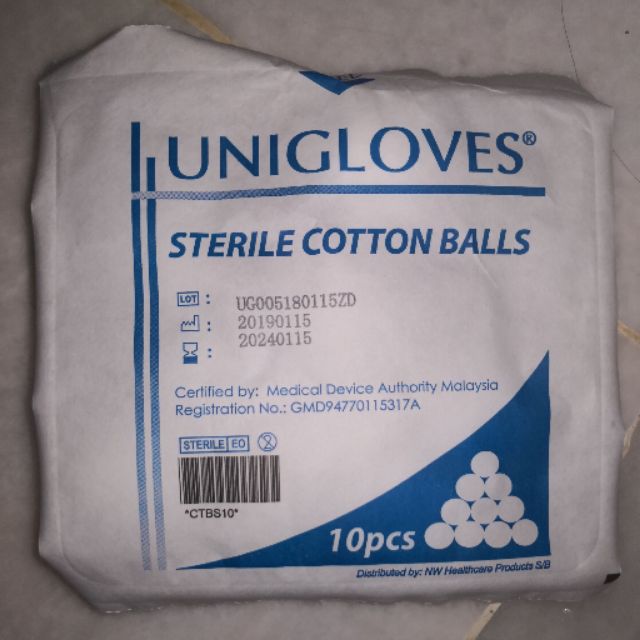 UNIGLOVES®
STERILE COTTON BALLS
LOT : UG005180115ZD
: 20190115
: 20240115
Certified by: Medical Device Authority Malaysia
Registration No.: GMD94770115317A
STERILE EO 2
*CTBS10*
10pcs
Distributed by: NW Healthcare Products S/B